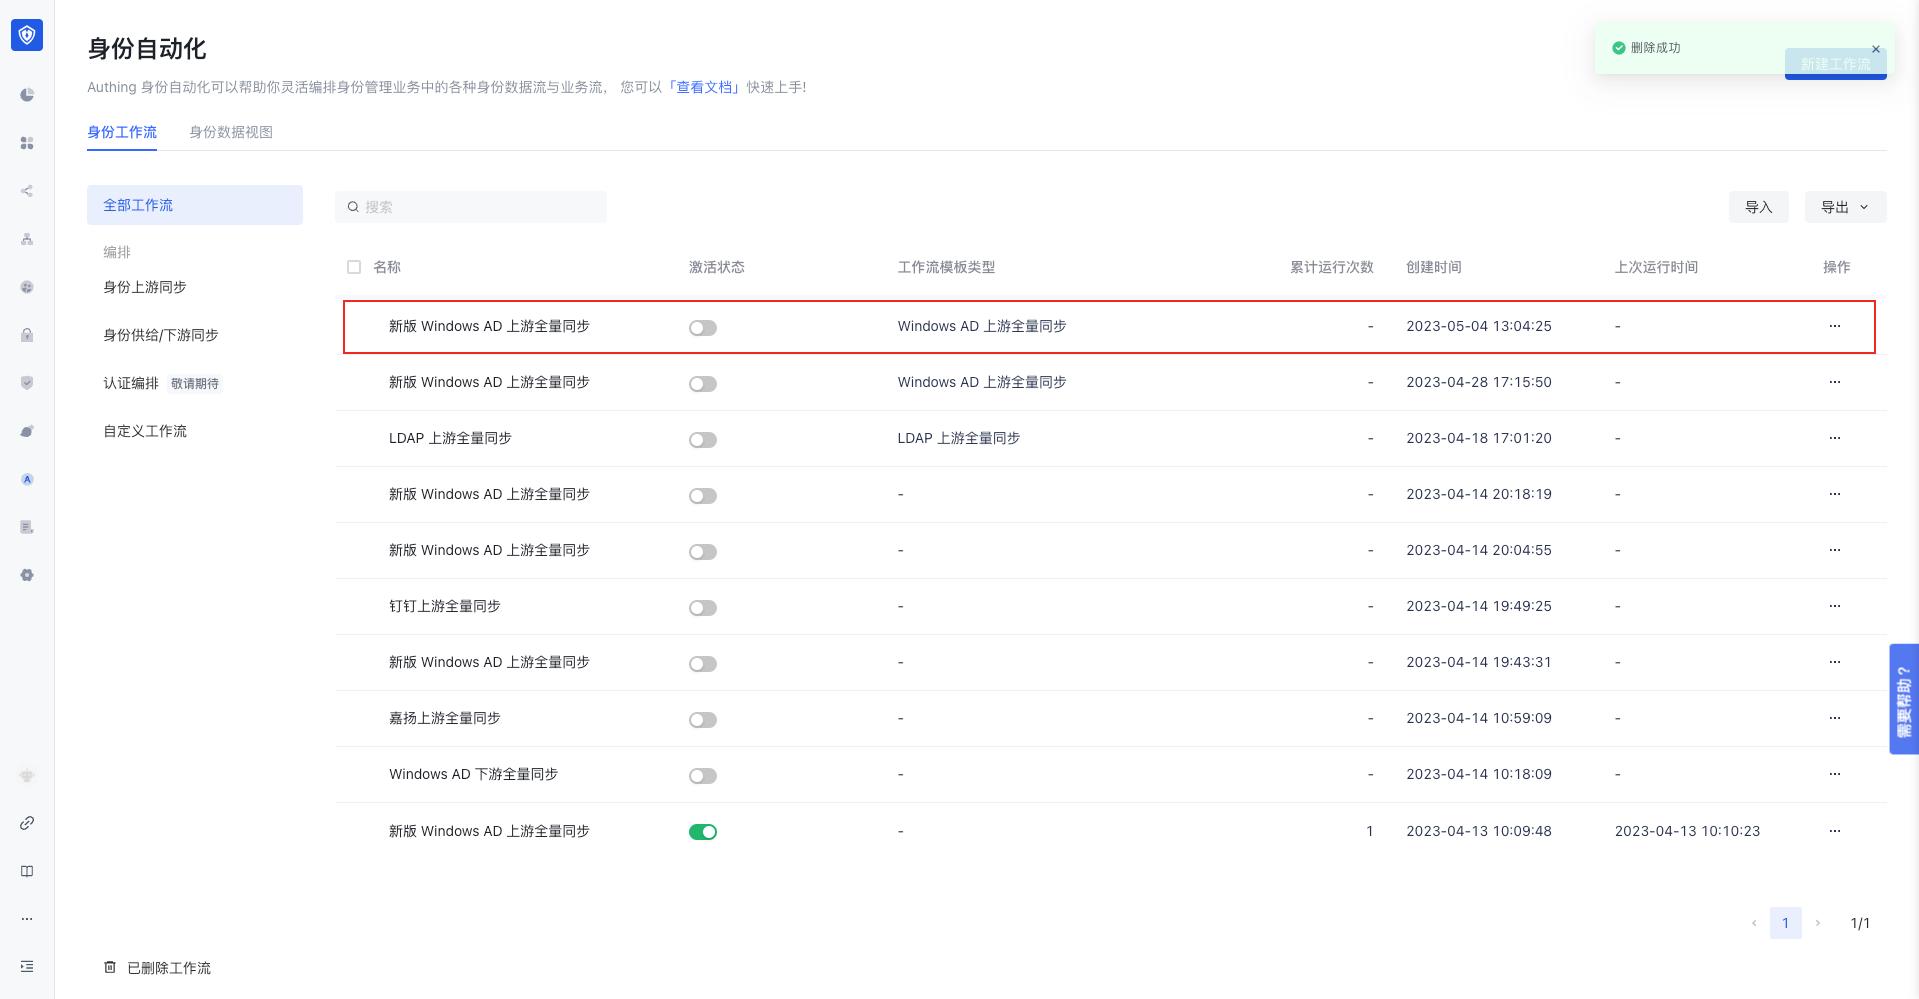 身份自动化
Authing 身份自动化可以帮助你灵活编排身份管理业务中的各种身份数据流与业务流， 您可以「查看文档」快速上手!
删除成功
新建工作流
身份工作流 身份数据视图
全部工作流
编排
身份上游同步
身份供给/下游同步
认证编排 敬请期待
自定义工作流
搜索
导入 导出
名称 激活状态 工作流模板类型 累计运行次数 创建时间 上次运行时间 操作
新版 Windows AD 上游全量同步 Windows AD 上游全量同步 - 2023-05-04 13:04:25 - ...
新版 Windows AD 上游全量同步 Windows AD 上游全量同步 - 2023-04-28 17:15:50 - ...
LDAP 上游全量同步 LDAP 上游全量同步 - 2023-04-18 17:01:20 - ...
新版 Windows AD 上游全量同步 - - 2023-04-14 20:18:19 - ...
新版 Windows AD 上游全量同步 - - 2023-04-14 20:04:55 - ...
钉钉上游全量同步 - - 2023-04-14 19:49:25 - ...
新版 Windows AD 上游全量同步 - - 2023-04-14 19:43:31 - ...
嘉扬上游全量同步 - - 2023-04-14 10:59:09 - ...
Windows AD 下游全量同步 - - 2023-04-14 10:18:09 - ...
新版 Windows AD 上游全量同步 - 1 2023-04-13 10:09:48 2023-04-13 10:10:23 ...
1 1/1
已删除工作流
需要帮助？